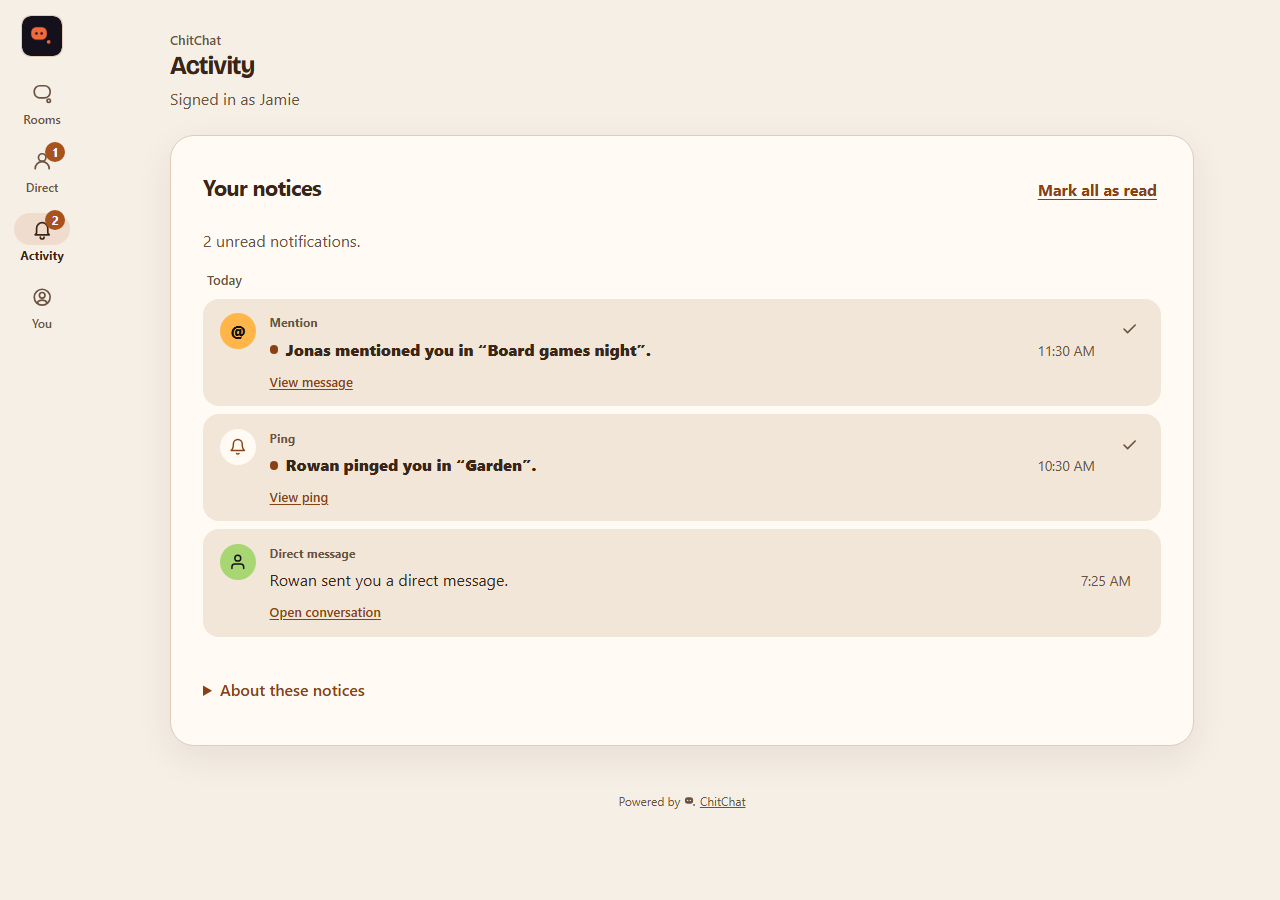 ChitChat
Activity
Signed in as Jamie
Rooms
1
Direct
2
Activity
You
Your notices
Mark all as read
2 unread notifications.
Today
@
Mention
Jonas mentioned you in “Board games night”.
11:30 AM
View message
Ping
Rowan pinged you in “Garden”.
10:30 AM
View ping
Direct message
Rowan sent you a direct message.
7:25 AM
Open conversation
About these notices
Powered by ChitChat